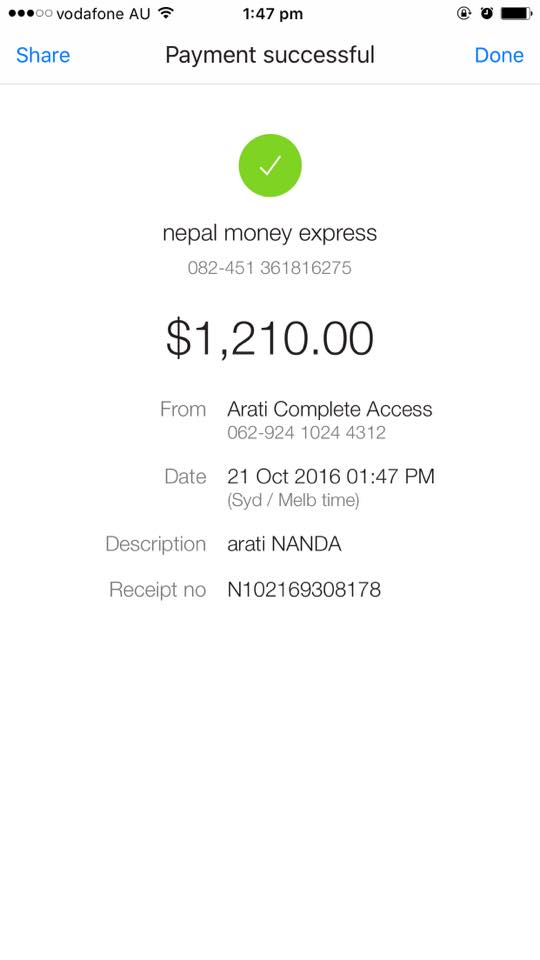 vodafone AU
1:47 pm
Share
Payment successful
Done
nepal money express
082-451 361816275
$1,210.00
From Arati Complete Access
062-924 1024 4312
Date 21 Oct 2016 01:47 PM
(Syd / Melb time)
Description arati NANDA
Receipt no N102169308178